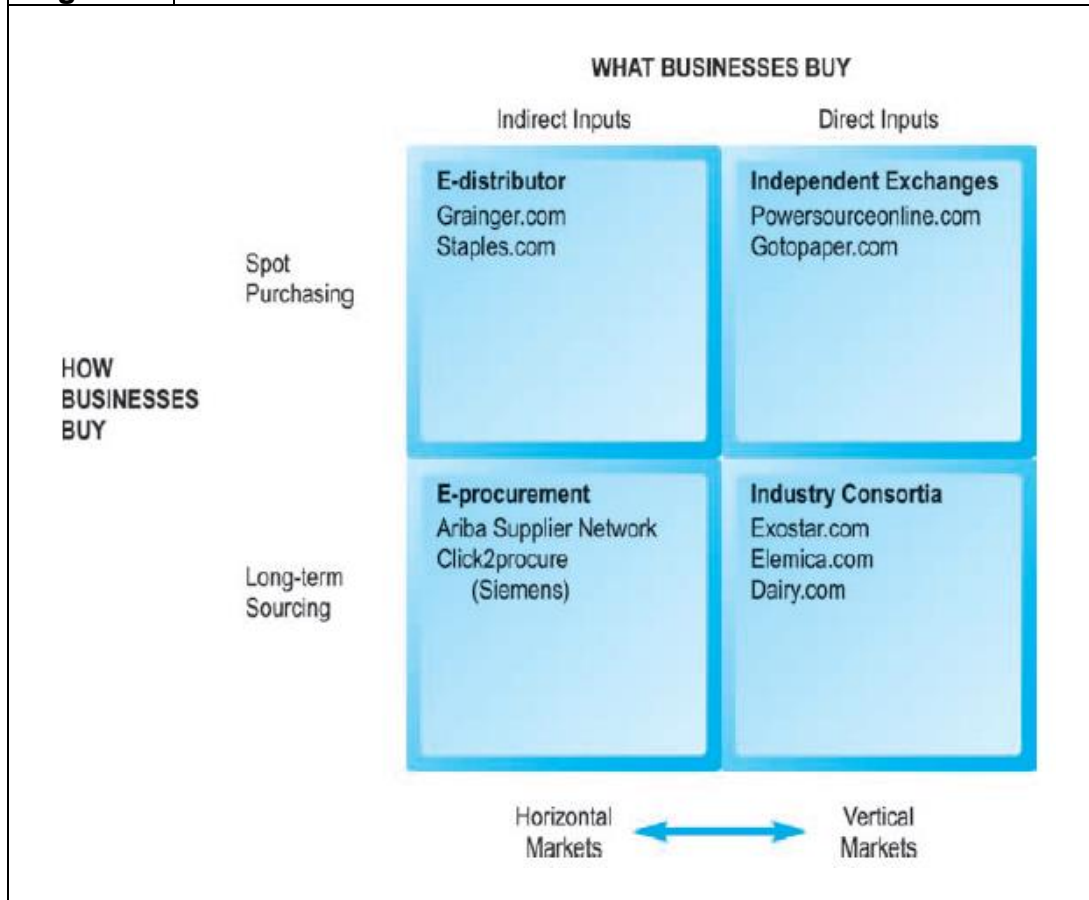 WHAT BUSINESSES BUY
Indirect Inputs
Direct Inputs
HOW
BUSINESSES
BUY
Spot
Purchasing
E-distributor
Grainger.com
Staples.com
Independent Exchanges
Powersourceonline.com
Gotopaper.com
Long-term
Sourcing
E-procurement
Ariba Supplier Network
Click2procure
(Siemens)
Industry Consortia
Exostar.com
Elemica.com
Dairy.com
Horizontal
Markets
Vertical
Markets